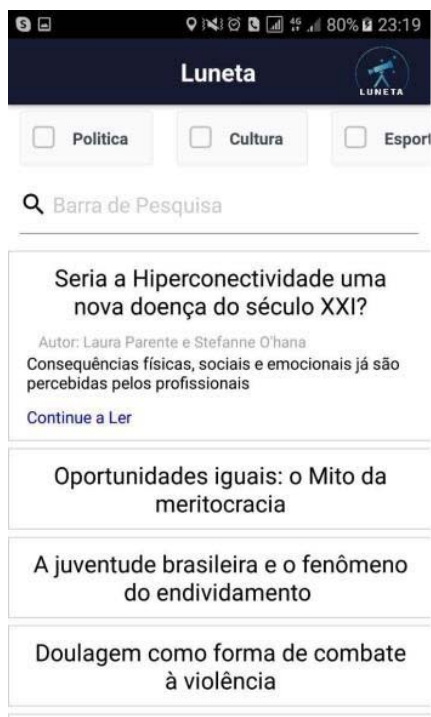 80% 23:19
Luneta
LUNETA
Politica
Cultura
Esport
Barra de Pesquisa
Seria a Hiperconectividade uma
nova doença do século XXI?
Autor: Laura Parente e Stefanne O'hana
Consequências físicas, sociais e emocionais já são
percebidas pelos profissionais
Continue a Ler
Oportunidades iguais: o Mito da
meritocracia
A juventude brasileira e o fenômeno
do endividamento
Doulagem como forma de combate
à violência